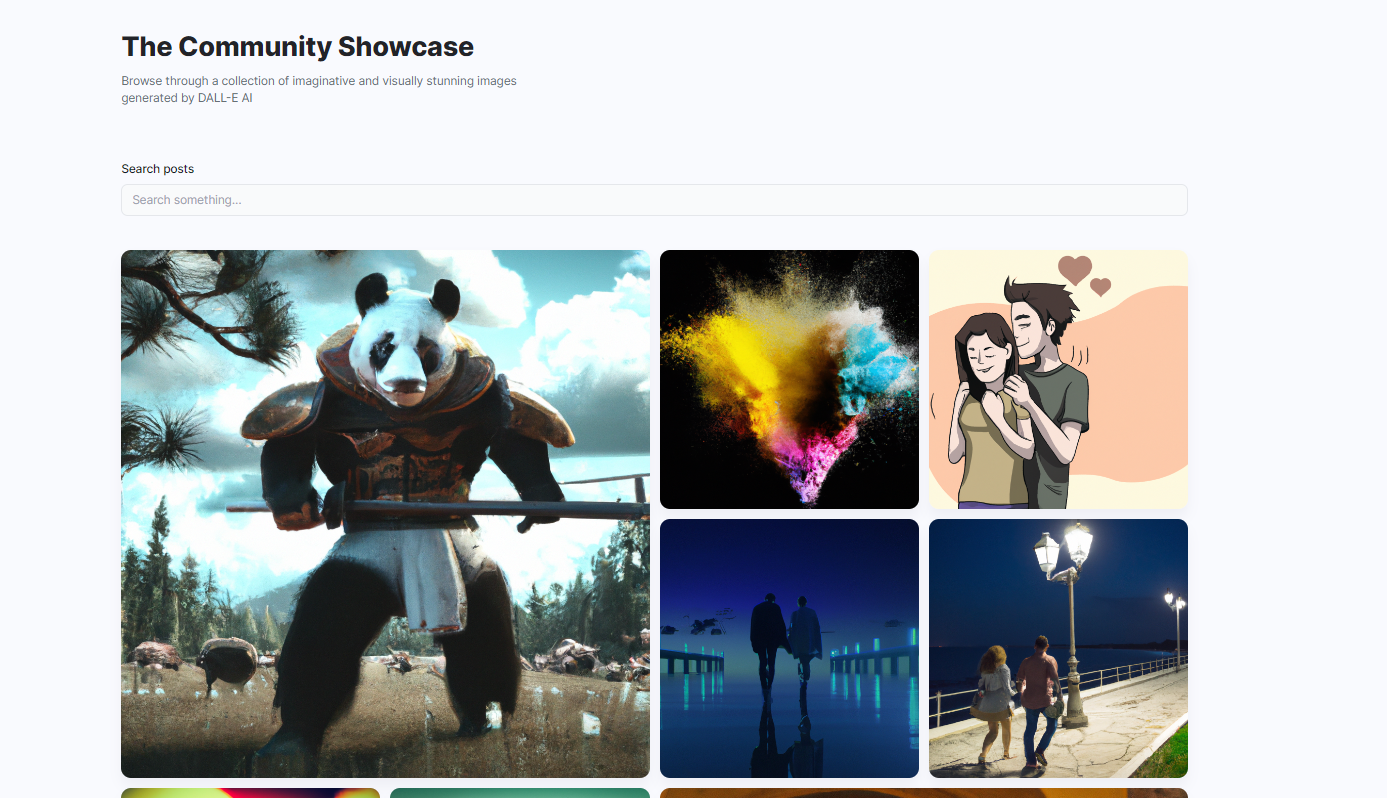 The Community Showcase
Browse through a collection of imaginative and visually stunning images
generated by DALL-E AI
Search posts
Search something...